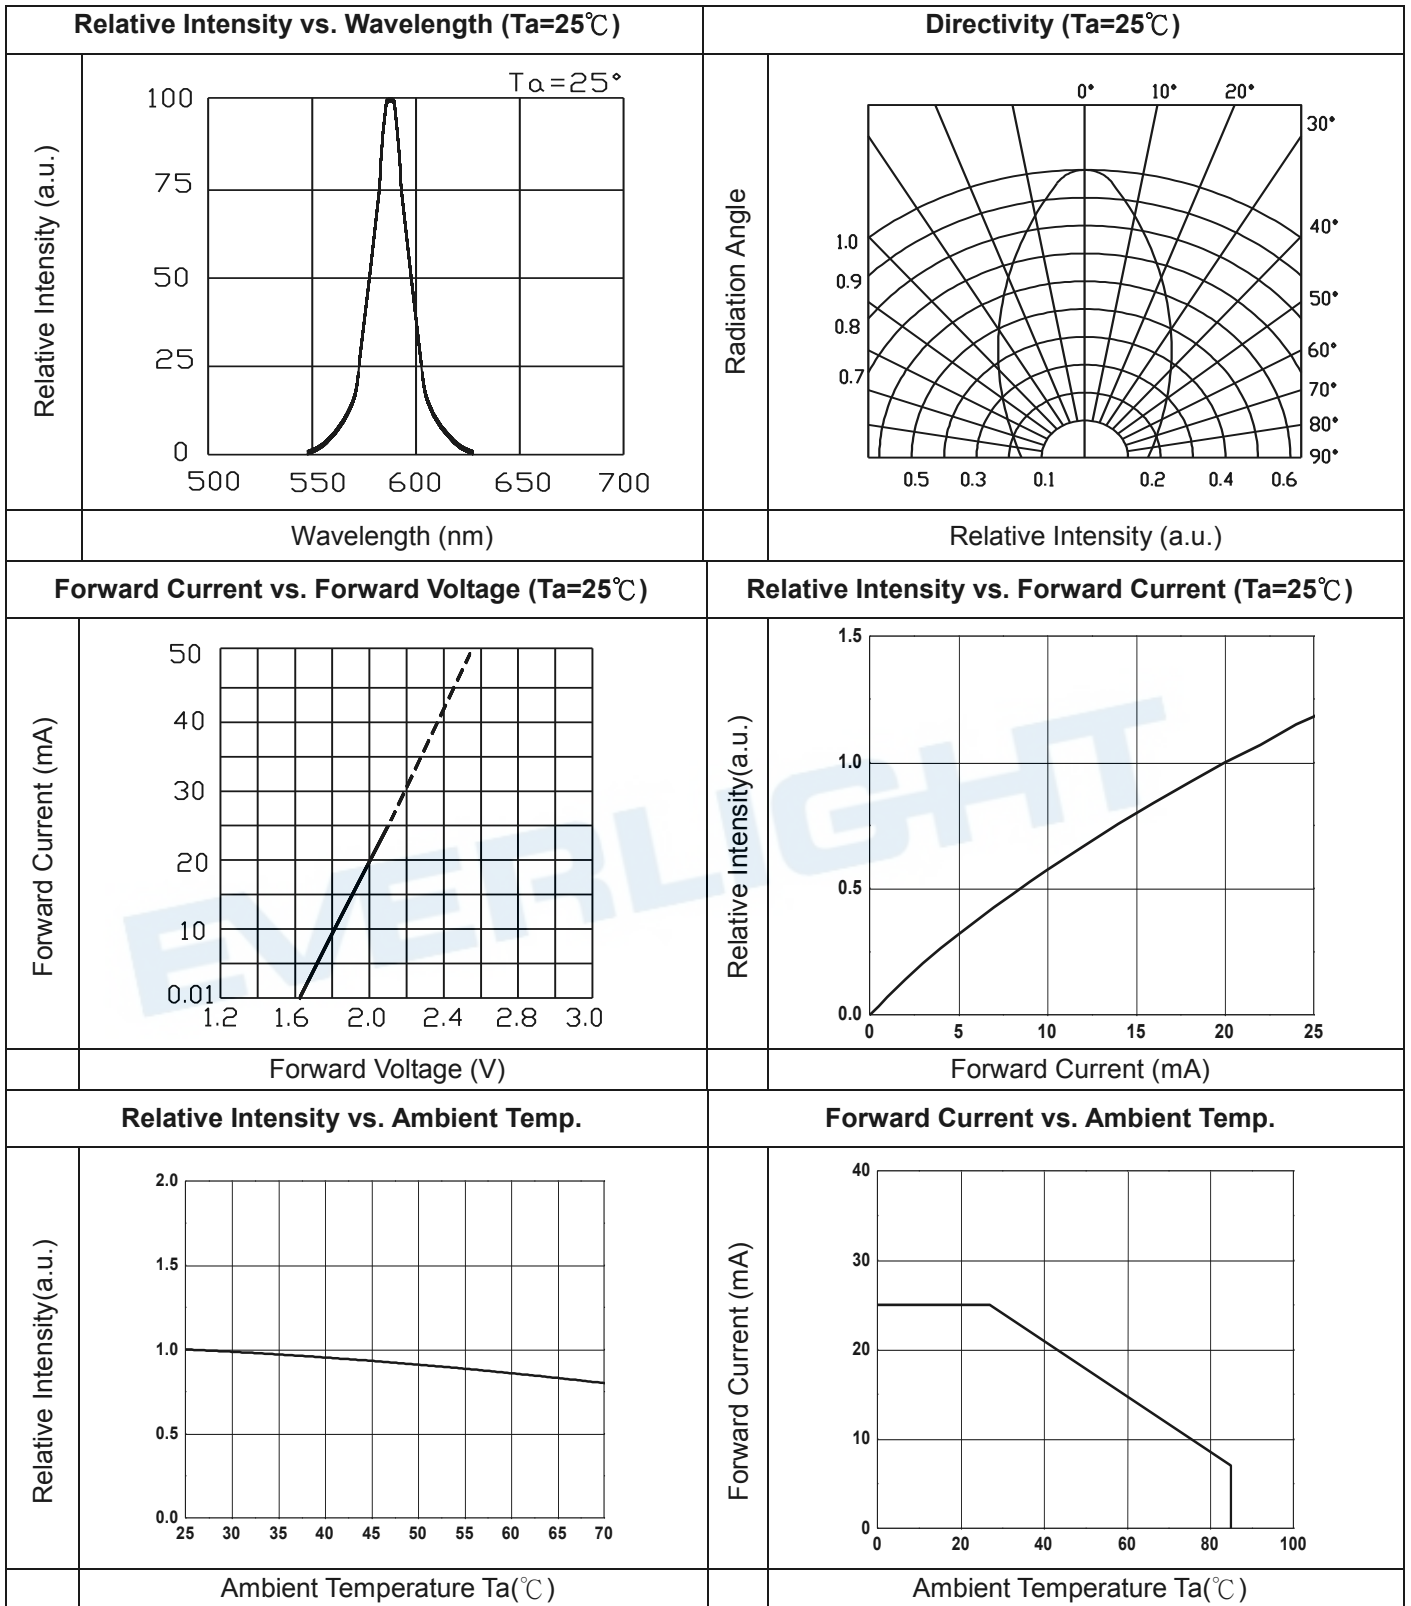 Relative Intensity vs. Wavelength (Ta=25℃)
Directivity (Ta=25℃)
Relative Intensity (a.u.)
Ta=25°
100
75
50
25
0
500 550 600 650 700
Wavelength (nm)
Radiation Angle
0° 10° 20°
30°
40°
50°
60°
70°
80°
90°
1.0
0.9
0.8
0.7
0.5 0.3 0.1 0.2 0.4 0.6
Relative Intensity (a.u.)
Forward Current vs. Forward Voltage (Ta=25℃)
Relative Intensity vs. Forward Current (Ta=25℃)
EVERLIGHT
Forward Current (mA)
50
40
30
20
10
0.01
1.2 1.6 2.0 2.4 2.8 3.0
Forward Voltage (V)
Relative Intensity(a.u.)
1.5
1.0
0.5
0.0
0 5 10 15 20 25
Forward Current (mA)
Relative Intensity vs. Ambient Temp.
Forward Current vs. Ambient Temp.
Relative Intensity(a.u.)
2.0
1.5
1.0
0.5
0.0
25 30 35 40 45 50 55 60 65 70
Ambient Temperature Ta(℃)
Forward Current (mA)
40
30
20
10
0
0 20 40 60 80 100
Ambient Temperature Ta(℃)